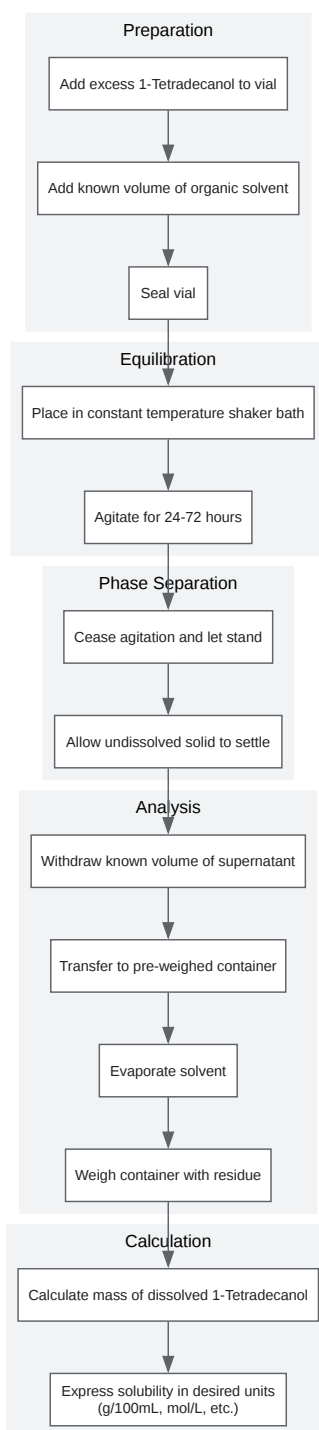 Preparation
Add excess 1-Tetradecanol to vial
Add known volume of organic solvent
Seal vial
Equilibration
Place in constant temperature shaker bath
Agitate for 24-72 hours
Phase Separation
Cease agitation and let stand
Allow undissolved solid to settle
Analysis
Withdraw known volume of supernatant
Transfer to pre-weighed container
Evaporate solvent
Weigh container with residue
Calculation
Calculate mass of dissolved 1-Tetradecanol
Express solubility in desired units
(g/100mL, mol/L, etc.)